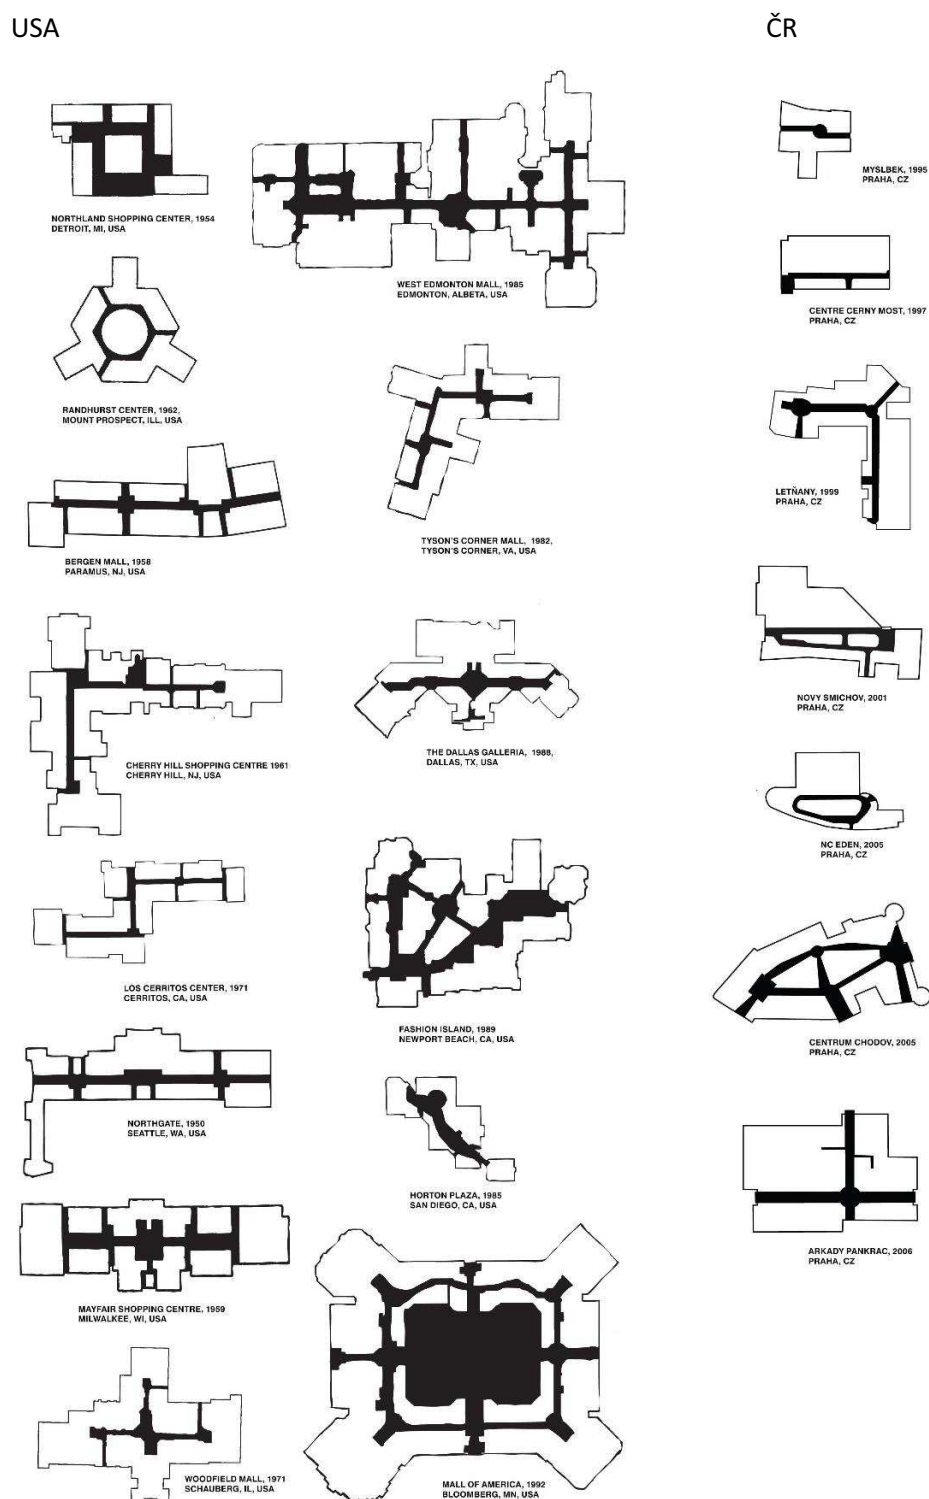 USA
ČR
NORTHLAND SHOPPING CENTER, 1954
DETROIT, MI, USA
RANDHURST CENTER, 1962,
MOUNT PROSPECT, ILL, USA
BERGEN MALL, 1958
PARAMUS, NJ, USA
CHERRY HILL SHOPPING CENTRE 1961
CHERRY HILL, NJ, USA
LOS CERRITOS CENTER, 1971
CERRITOS, CA, USA
NORTHGATE, 1950
SEATTLE, WA, USA
MAYFAIR SHOPPING CENTRE, 1959
MILWALKEE, WI, USA
WOODFIELD MALL, 1971
SCHAUBERG, IL, USA
WEST EDMONTON MALL, 1985
EDMONTON, ALBETA, USA
TYSON'S CORNER MALL, 1982,
TYSON'S CORNER, VA, USA
THE DALLAS GALLERIA, 1988,
DALLAS, TX, USA
FASHION ISLAND, 1989
NEWPORT BEACH, CA, USA
HORTON PLAZA, 1985
SAN DIEGO, CA, USA
MALL OF AMERICA, 1992
BLOOMBERG, MN, USA
MYSLBEK, 1995
PRAHA, CZ
CENTRE CERNY MOST, 1997
PRAHA, CZ
LETŇANY, 1999
PRAHA, CZ
NOVY SMICHOV, 2001
PRAHA, CZ
NC EDEN, 2005
PRAHA, CZ
CENTRUM CHODOV, 2005
PRAHA, CZ
ARKADY PANKRAC, 2006
PRAHA, CZ